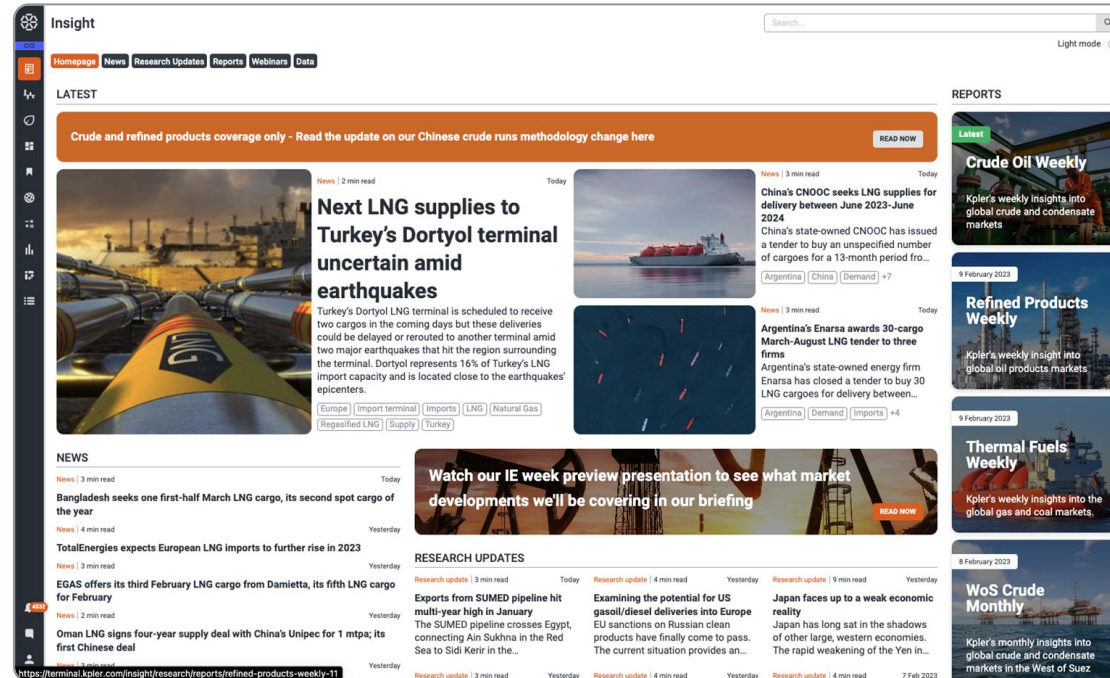 Insight
Search...
Light mode
Homepage News Research Updates Reports Webinars Data
LATEST
Crude and refined products coverage only - Read the update on our Chinese crude runs methodology change here
READ NOW
LNG
News | 2 min read Today
Next LNG supplies to
Turkey's Dortyol terminal
uncertain amid
earthquakes
Turkey's Dortyol LNG terminal is scheduled to receive
two cargos in the coming days but these deliveries
could be delayed or rerouted to another terminal amid
two major earthquakes that hit the region surrounding
the terminal. Dortyol represents 16% of Turkey's LNG
import capacity and is located close to the earthquakes'
epicenters.
Europe Import terminal Imports LNG Natural Gas
Regasified LNG Supply Turkey
News | 3 min read Today
China's CNOOC seeks LNG supplies for
delivery between June 2023-June
2024
China's state-owned CNOOC has issued
a tender to buy an unspecified number
of cargoes for a 13-month period fro...
Argentina China Demand +7
News | 3 min read Today
Argentina's Enarsa awards 30-cargo
March-August LNG tender to three
firms
Argentina's state-owned energy firm
Enarsa has closed a tender to buy 30
LNG cargoes for delivery between...
Argentina Demand Imports +4
NEWS
News | 3 min read Today
Bangladesh seeks one first-half March LNG cargo, its second spot cargo of
the year
News | 4 min read Yesterday
TotalEnergies expects European LNG imports to further rise in 2023
News | 3 min read Yesterday
EGAS offers its third February LNG cargo from Damietta, its fifth LNG cargo
for February
News | 2 min read Yesterday
Oman LNG signs four-year supply deal with China's Unipec for 1 mtpa; its
first Chinese deal
News | 3 min read Yesterday
4532
https://terminal.kpler.com/insight/research/reports/refined-products-weekly-11
Watch our IE week preview presentation to see what market
developments we'll be covering in our briefing
READ NOW
RESEARCH UPDATES
Research update | 3 min read Today
Exports from SUMED pipeline hit
multi-year high in January
The SUMED pipeline crosses Egypt,
connecting Ain Sukhna in the Red
Sea to Sidi Kerir in the...
Research update | 3 min read Yesterday
Research update | 4 min read Yesterday
Examining the potential for US
gasoil/diesel deliveries into Europe
EU sanctions on Russian clean
products have finally come to pass.
The current situation provides an...
Research update | 4 min read Yesterday
Research update | 9 min read Yesterday
Japan faces up to a weak economic
reality
Japan has long sat in the shadows
of other large, western economies.
The rapid weakening of the Yen in...
Research update | 4 min read 7 Feb 2023
REPORTS
Latest
Crude Oil Weekly
Kpler's weekly insights into
global crude and condensate
markets
9 February 2023
Refined Products
Weekly
Kpler's weekly insight into
global oil products markets
9 February 2023
Thermal Fuels
Weekly
Kpler's weekly insights into the
global gas and coal markets.
8 February 2023
WoS Crude
Monthly
Kpler's monthly insights into
global crude and condensate
markets in the West of Suez